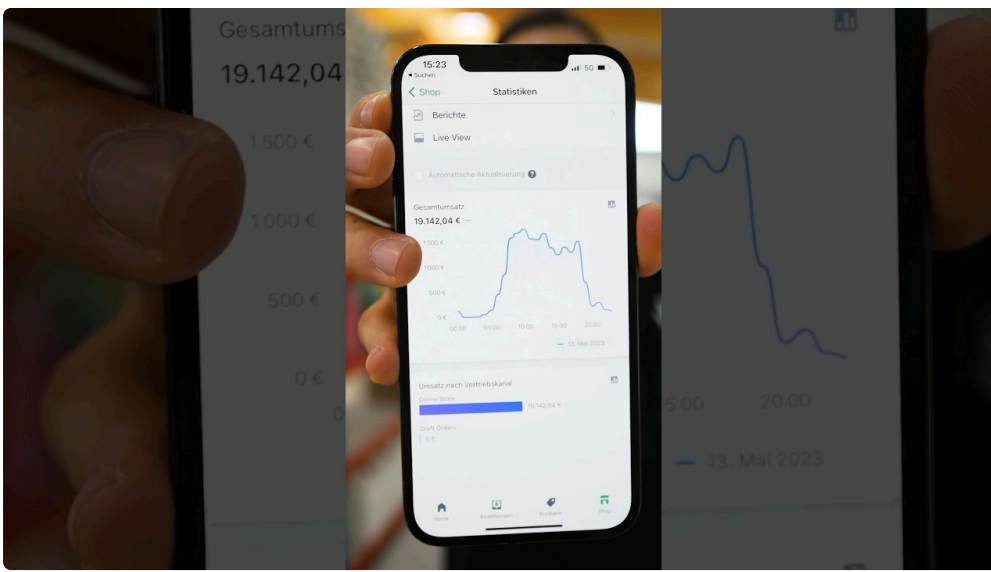 Gesamtums
19.142,04
1.500 €
1.000 €
500 €
0 €
0
15:23
5G
Suchen
Shop
Statistiken
Berichte
Live View
Automatische Aktualisierung ?
Gesamtumsatz
19.142,04 € —
1.500 €
1.000 €
500 €
0 €
00:00 05:00 10:00 15:00 20:00
13. Mai 2023
Umsatz nach Vertriebskanal
Online Store
19.142,04 €
Draft Orders
0 €
Home Bestellungen Produkte Shop
5:00 20:00
13. Mai 2023